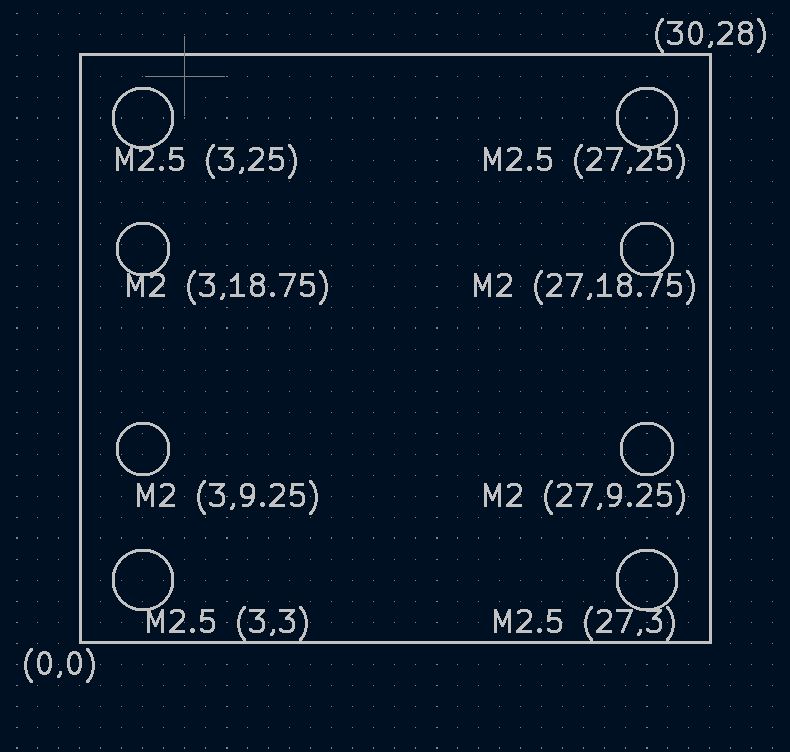 (30,28)
M2.5 (3,25)
M2.5 (27,25)
M2 (3,18.75)
M2 (27,18.75)
M2 (3,9.25)
M2 (27,9.25)
M2.5 (3,3)
M2.5 (27,3)
(0,0)